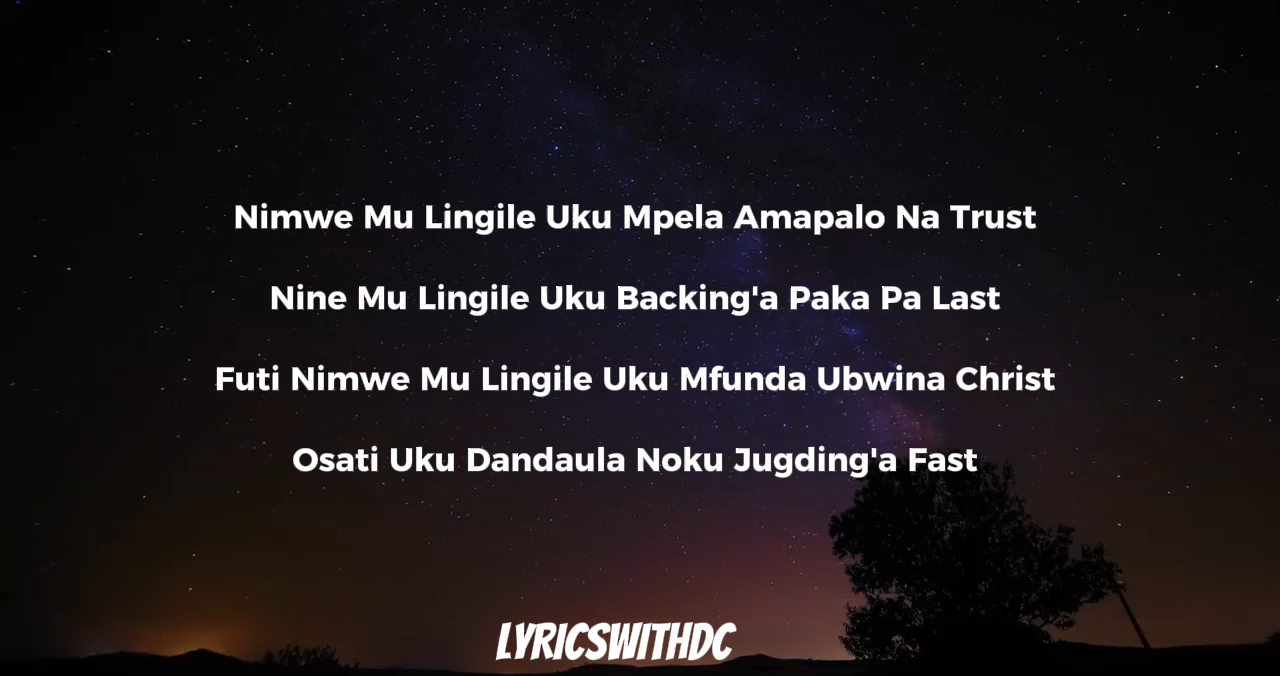 Nimwe Mu Lingile Uku Mpela Amapalo Na Trust
Nine Mu Lingile Uku Backing'a Paka Pa Last
Futi Nimwe Mu Lingile Uku Mfunda Ubwina Christ
Osati Uku Dandaula Noku Jugding'a Fast
LYRICSWITHDC